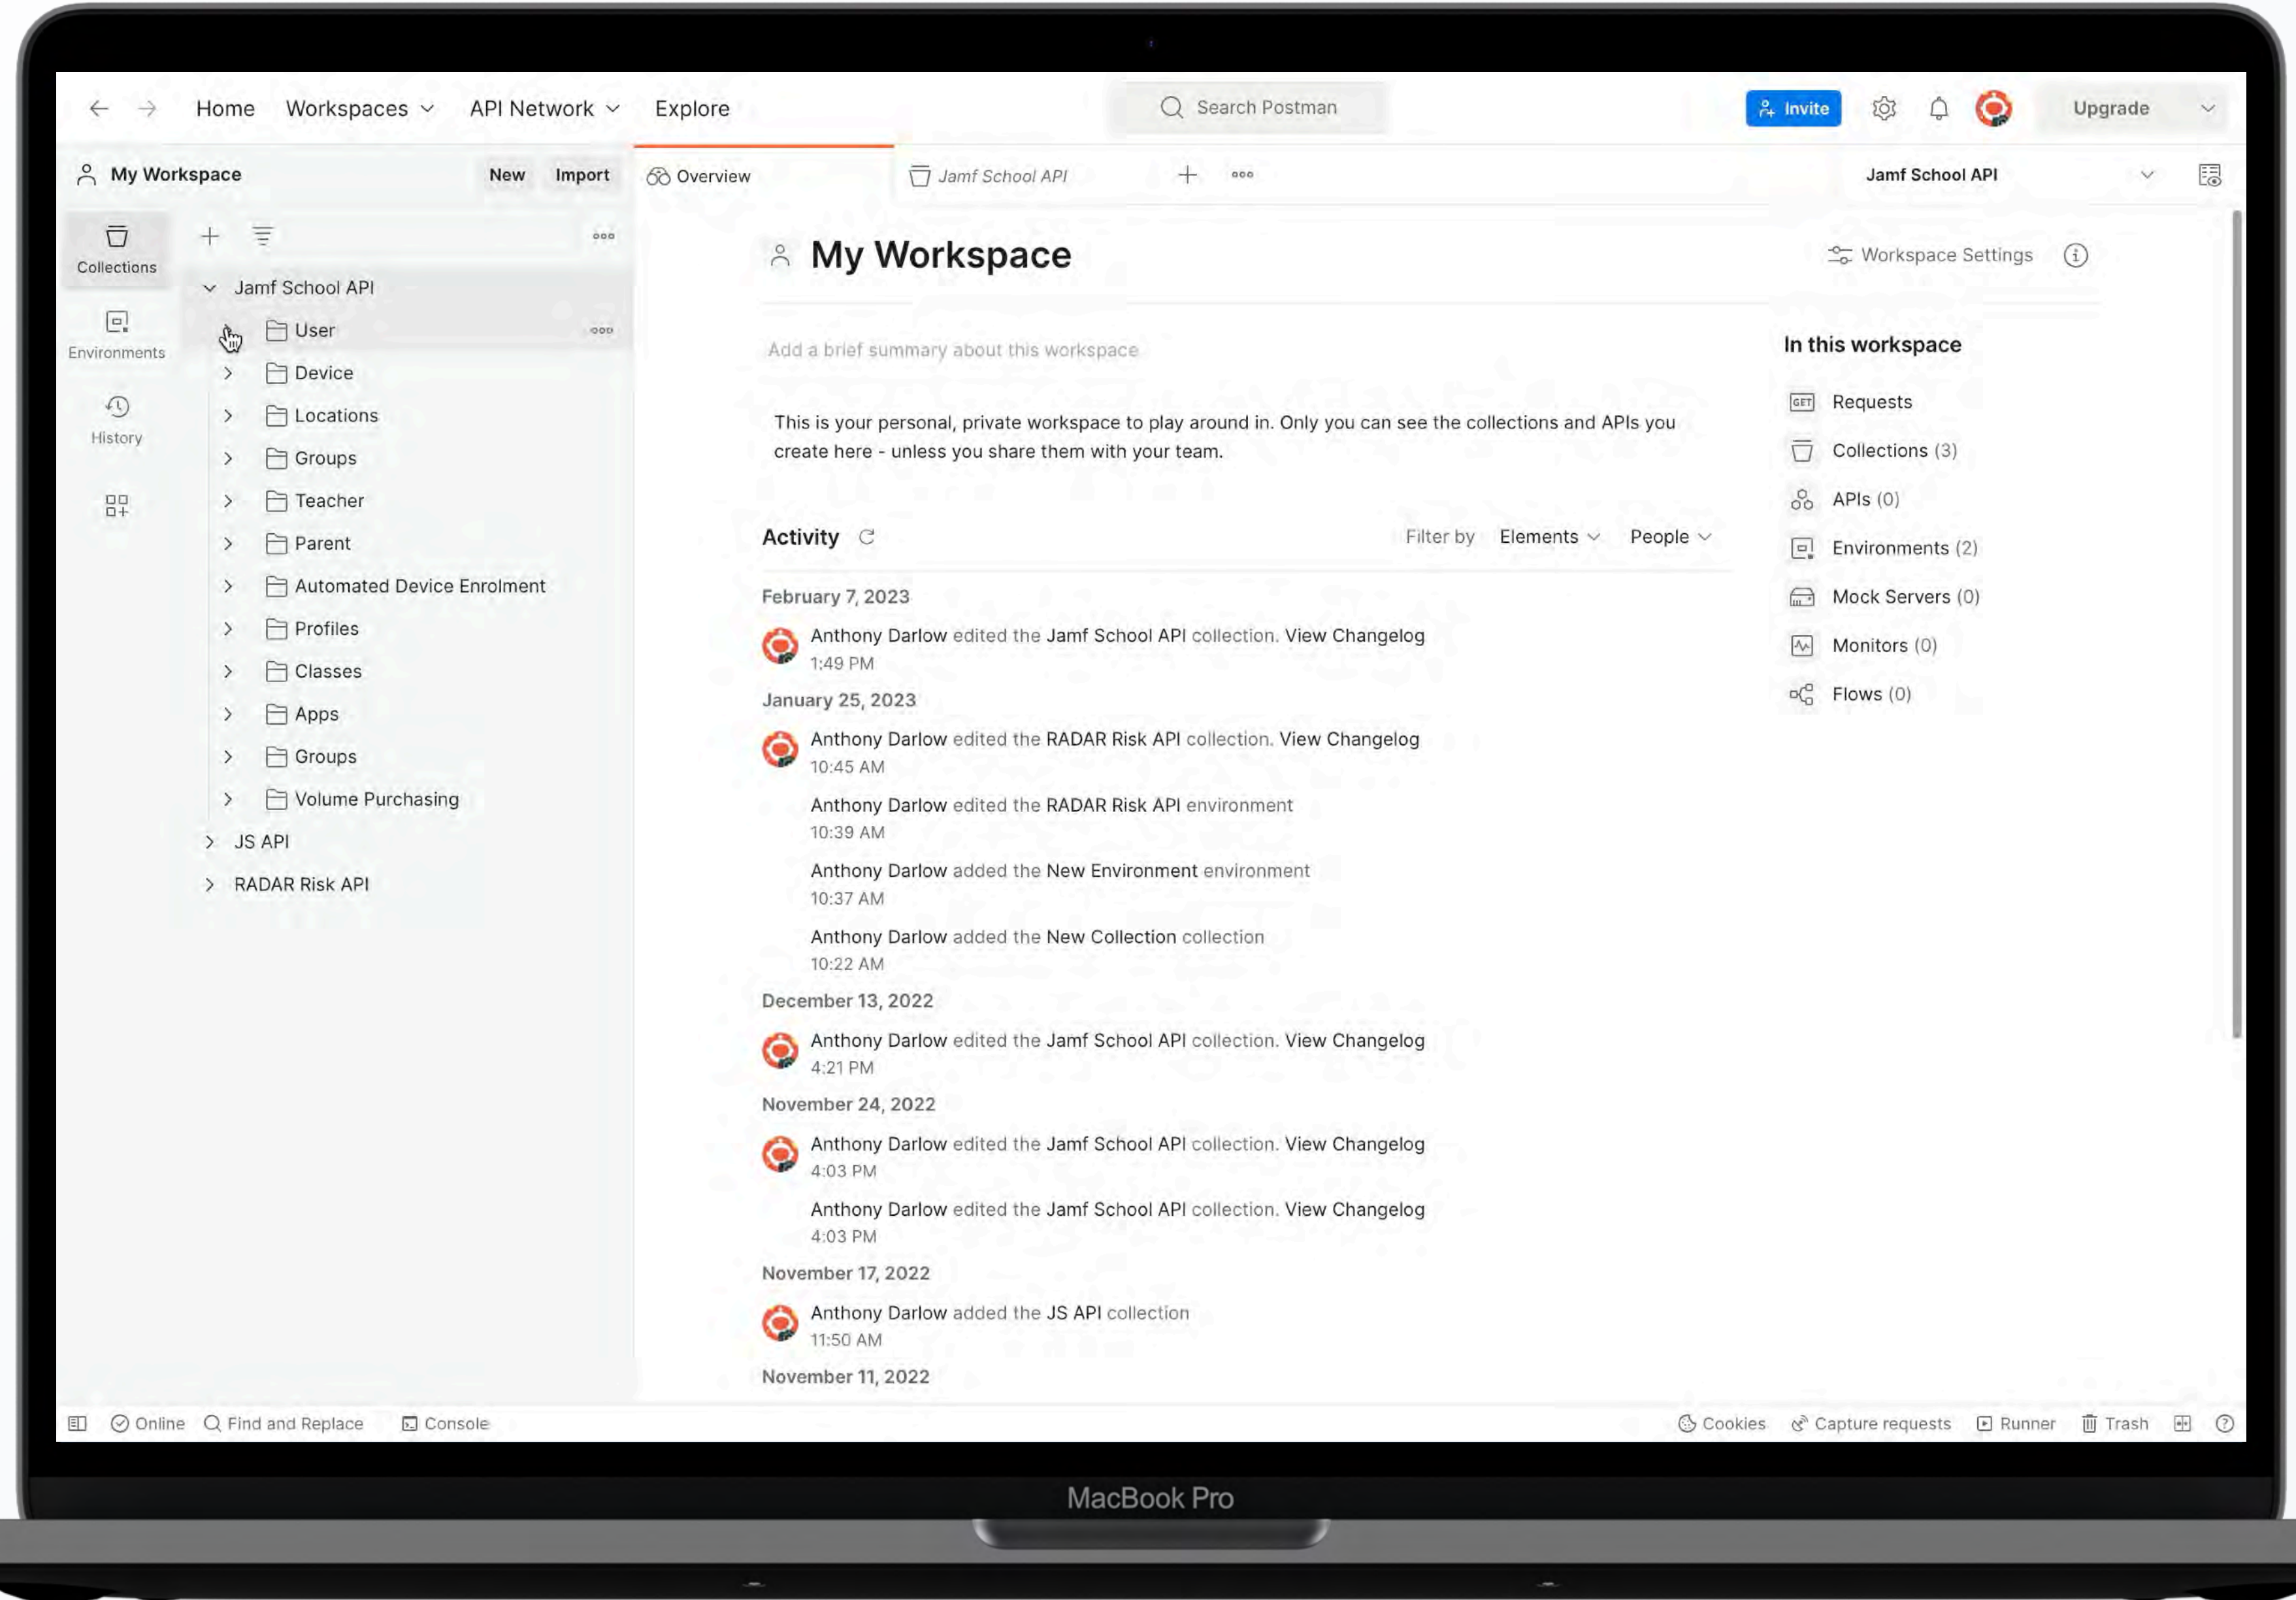 Home Workspaces API Network Explore Search Postman Invite Upgrade
My Workspace New Import Overview Jamf School API Jamf School API
Collections
Environments
History
Jamf School API
User
Device
Locations
Groups
Teacher
Parent
Automated Device Enrolment
Profiles
Classes
Apps
Groups
Volume Purchasing
JS API
RADAR Risk API
My Workspace
Workspace Settings
Add a brief summary about this workspace
This is your personal, private workspace to play around in. Only you can see the collections and APIs you
create here - unless you share them with your team.
Activity Filter by Elements People
February 7, 2023
Anthony Darlow edited the Jamf School API collection. View Changelog
1:49 PM
January 25, 2023
Anthony Darlow edited the RADAR Risk API collection. View Changelog
10:45 AM
Anthony Darlow edited the RADAR Risk API environment
10:39 AM
Anthony Darlow added the New Environment environment
10:37 AM
Anthony Darlow added the New Collection collection
10:22 AM
December 13, 2022
Anthony Darlow edited the Jamf School API collection. View Changelog
4:21 PM
November 24, 2022
Anthony Darlow edited the Jamf School API collection. View Changelog
4:03 PM
Anthony Darlow edited the Jamf School API collection. View Changelog
4:03 PM
November 17, 2022
Anthony Darlow added the JS API collection
11:50 AM
November 11, 2022
In this workspace
GET Requests
Collections (3)
APIs (0)
Environments (2)
Mock Servers (0)
Monitors (0)
Flows (0)
Online Find and Replace Console Cookies Capture requests Runner Trash
MacBook Pro